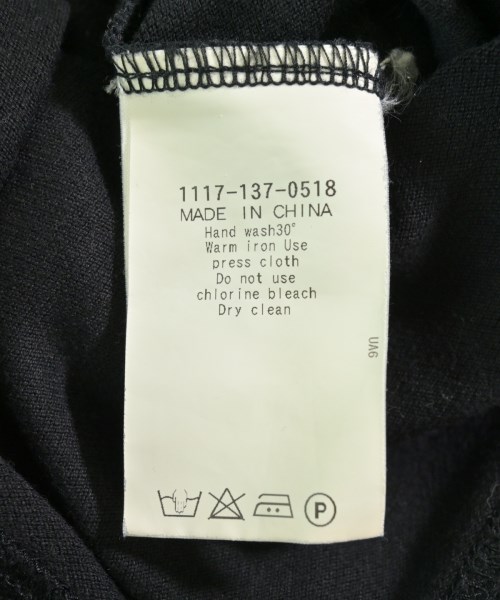 1117-137-0518
MADE IN CHINA
Hand wash30°
Warm iron Use
press cloth
Do not use
chlorine bleach
Dry clean
UA6
P